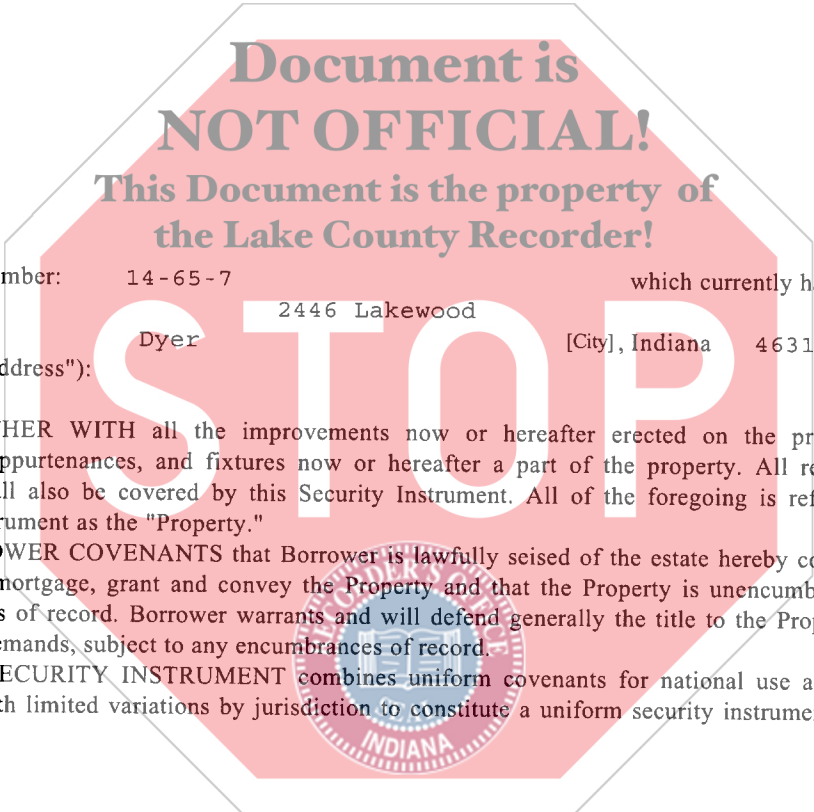 Document is
NOT OFFICIAL!
This Document is the property of
the Lake County Recorder!
mber: 14-65-7 which currently h
2446 Lakewood
Dyer [City], Indiana 4631
ddress"):
STOP
HER WITH all the improvements now or hereafter erected on the pr
ppurtenances, and fixtures now or hereafter a part of the property. All re
ll also be covered by this Security Instrument. All of the foregoing is ref
rument as the "Property."
OWER COVENANTS that Borrower is lawfully seised of the estate hereby co
mortgage, grant and convey the Property and that the Property is unencumb
s of record. Borrower warrants and will defend generally the title to the Prop
emands, subject to any encumbrances of record.
ECURITY INSTRUMENT combines uniform covenants for national use a
th limited variations by jurisdiction to constitute a uniform security instrume
RECORDER'S OFFICE
SEAL
INDIANA